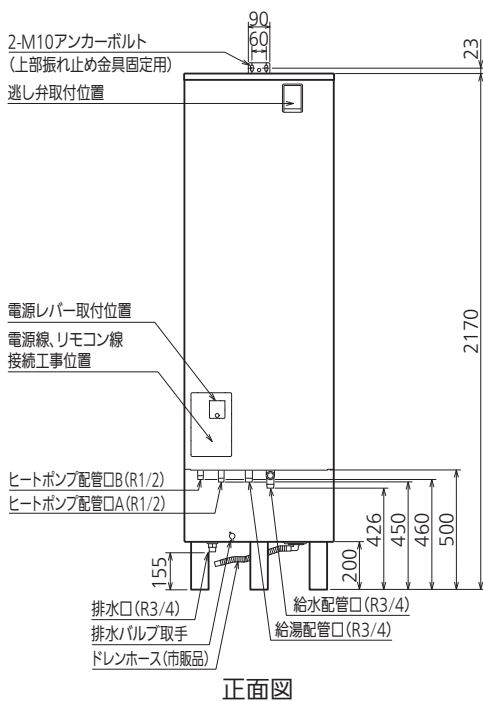 90
60
23
2-M10アンカーボルト
(上部振れ止め金具固定用)
逃し弁取付位置
2170
電源レバー取付位置
電源線、リモコン線
接続工事位置
ヒートポンプ配管口B(R1/2)
ヒートポンプ配管口A(R1/2)
155
200
426
450
460
500
排水口(R3/4)
排水バルブ取手
ドレンホース(市販品)
給水配管口(R3/4)
給湯配管口(R3/4)
正面図